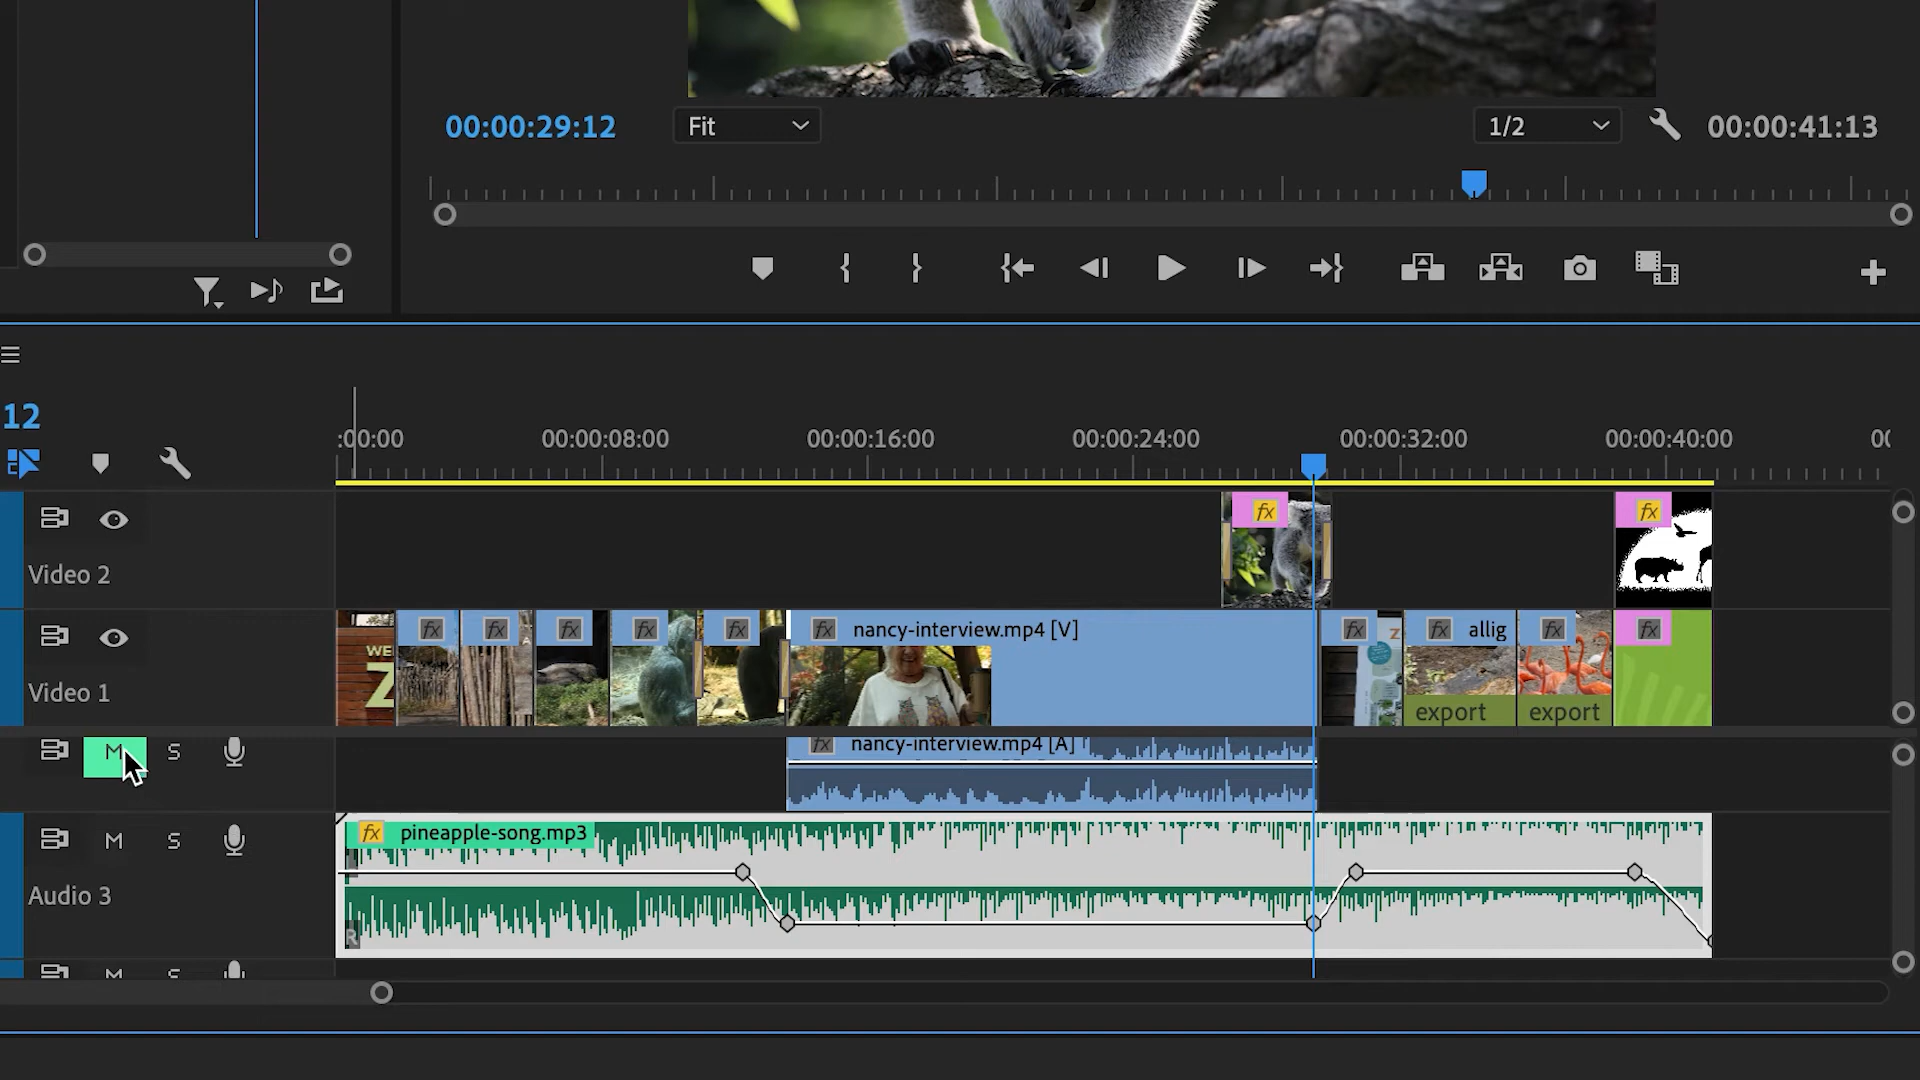 00:00:29:12
Fit
1/2
00:00:41:13
12
:00:00
00:00:08:00
00:00:16:00
00:00:24:00
00:00:32:00
00:00:40:00
00
Video 2
fx
fx
Video 1
WE
Z
fx
fx
fx
fx
fx
fx nancy-interview.mp4 [V]
fx
fx allig
fx
fx
export
export
M S
fx nancy-interview.mp4 [A]
M S
Audio 3
fx pineapple-song.mp3
R
M S